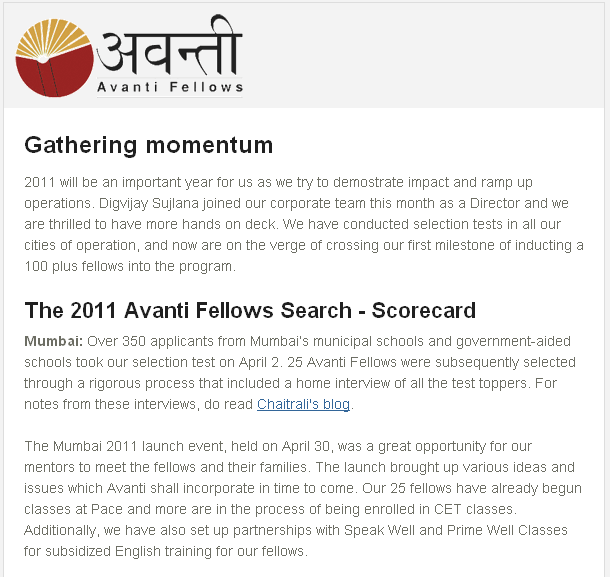 अवन्ती
Avanti Fellows
Gathering momentum
2011 will be an important year for us as we try to demostrate impact and ramp up
operations. Digvijay Sujlana joined our corporate team this month as a Director and we
are thrilled to have more hands on deck. We have conducted selection tests in all our
cities of operation, and now are on the verge of crossing our first milestone of inducting a
100 plus fellows into the program.
The 2011 Avanti Fellows Search - Scorecard
Mumbai: Over 350 applicants from Mumbai's municipal schools and government-aided
schools took our selection test on April 2. 25 Avanti Fellows were subsequently selected
through a rigorous process that included a home interview of all the test toppers. For
notes from these interviews, do read Chaitrali's blog.
The Mumbai 2011 launch event, held on April 30, was a great opportunity for our
mentors to meet the fellows and their families. The launch brought up various ideas and
issues which Avanti shall incorporate in time to come. Our 25 fellows have already begun
classes at Pace and more are in the process of being enrolled in CET classes.
Additionally, we have also set up partnerships with Speak Well and Prime Well Classes
for subsidized English training for our fellows.